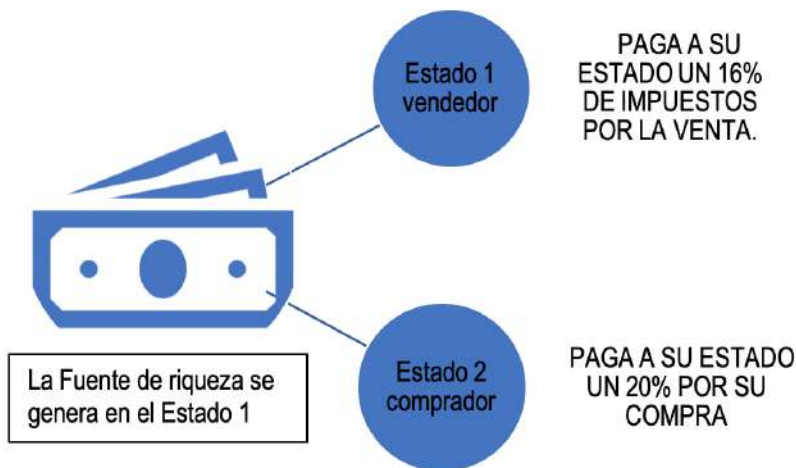 Estado 1
vendedor
PAGA A SU
ESTADO UN 16%
DE IMPUESTOS
POR LA VENTA.
La Fuente de riqueza se
genera en el Estado 1
Estado 2
comprador
PAGA A SU ESTADO
UN 20% POR SU
COMPRA